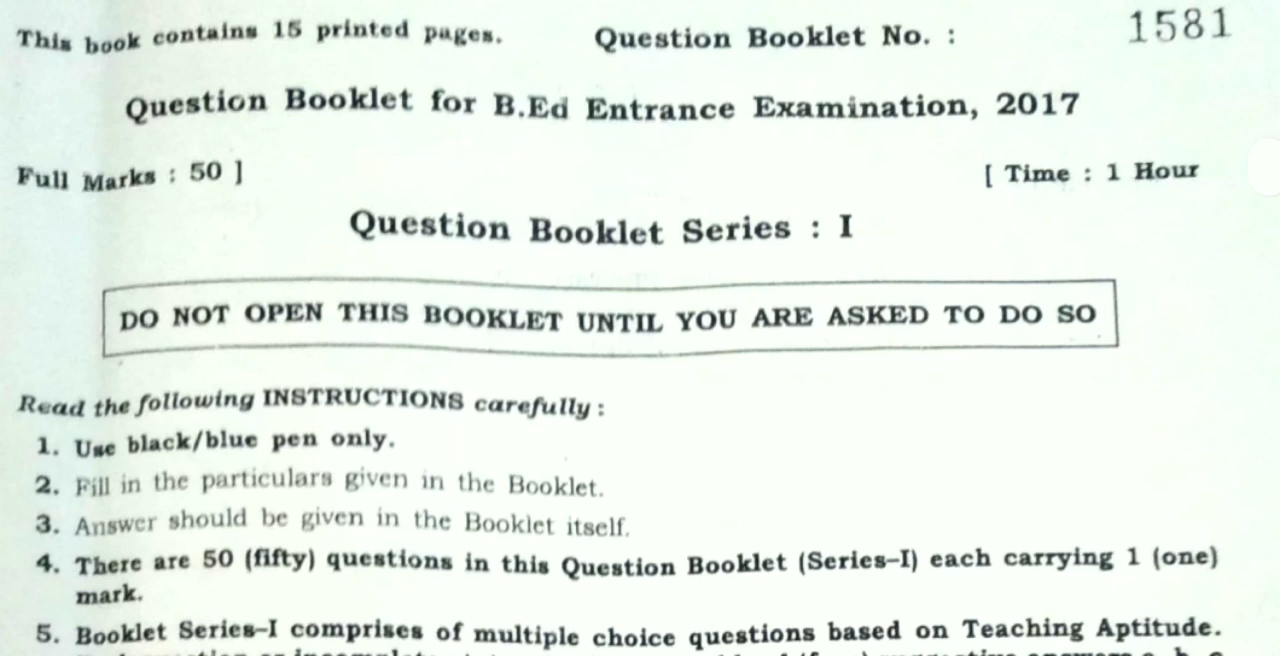 This book contains 15 printed pages. Question Booklet No. : 1581
Question Booklet for B.Ed Entrance Examination, 2017
Full Marks : 50 ] [ Time : 1 Hour
Question Booklet Series : I
DO NOT OPEN THIS BOOKLET UNTIL YOU ARE ASKED TO DO SO
Read the following INSTRUCTIONS carefully :
1. Use black/blue pen only.
2. Fill in the particulars given in the Booklet.
3. Answer should be given in the Booklet itself.
4. There are 50 (fifty) questions in this Question Booklet (Series–I) each carrying 1 (one)
mark.
5. Booklet Series–I comprises of multiple choice questions based on Teaching Aptitude.